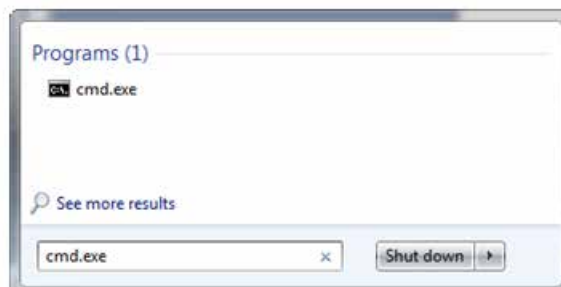 Programs (1)
cmd.exe
See more results
cmd.exe
Shut down